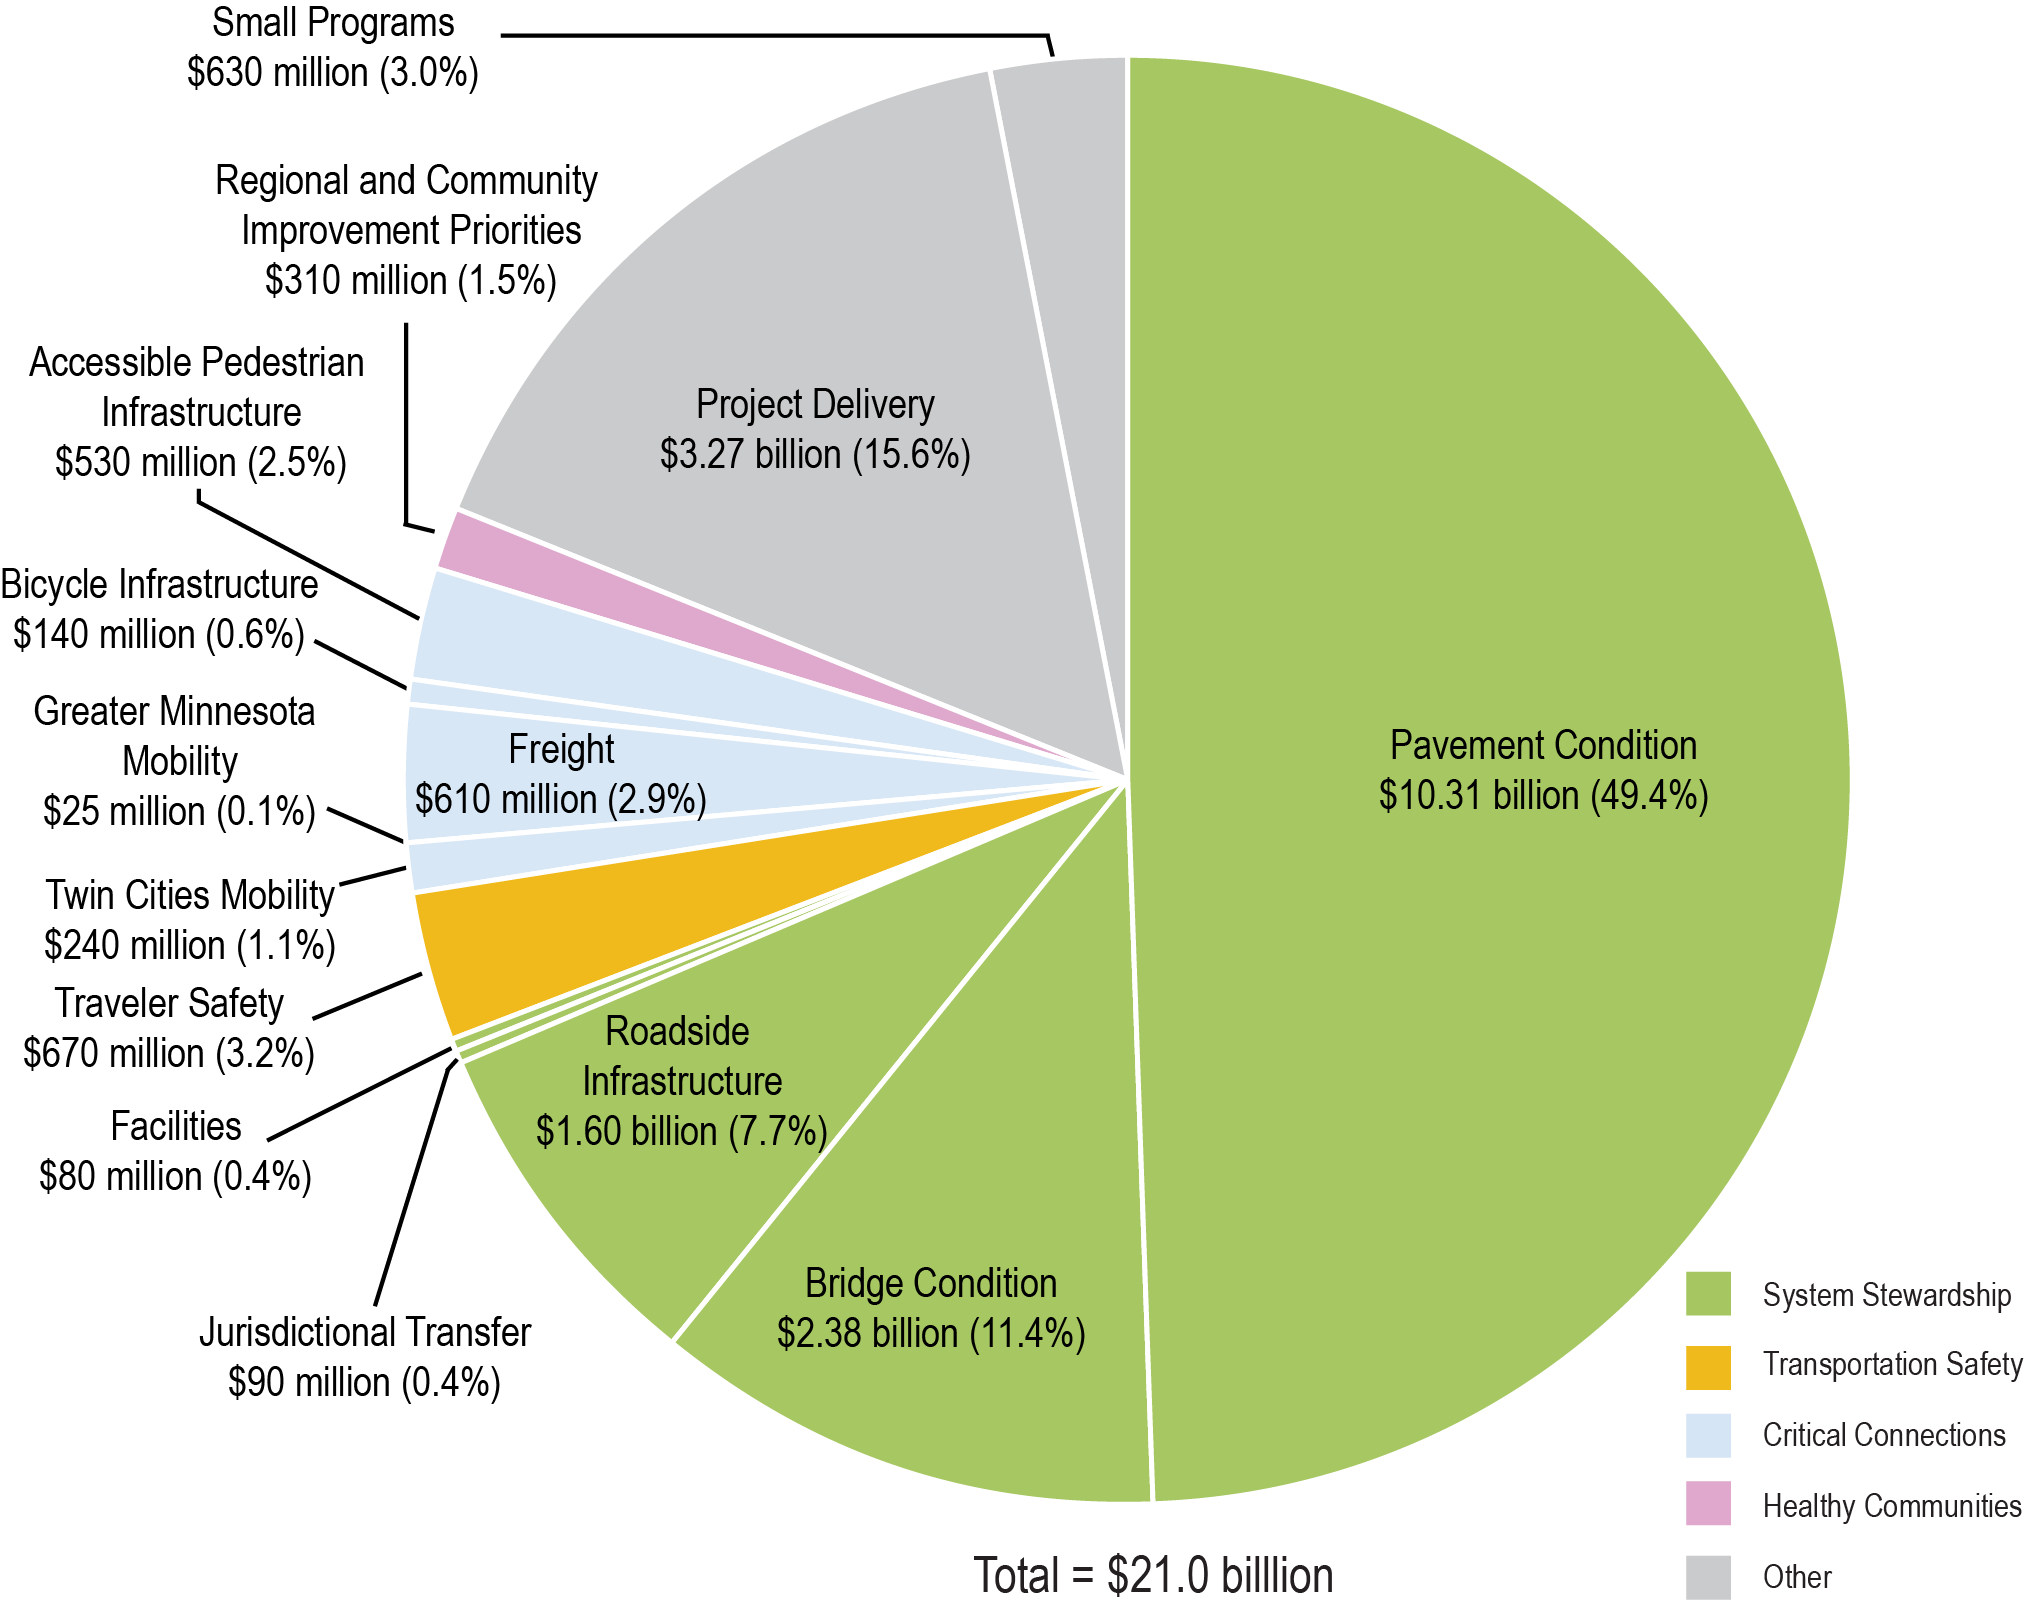 Small Programs
$630 million (3.0%)
Regional and Community
Improvement Priorities
$310 million (1.5%)
Accessible Pedestrian
Infrastructure
$530 million (2.5%)
Bicycle Infrastructure
$140 million (0.6%)
Greater Minnesota
Mobility
$25 million (0.1%)
Twin Cities Mobility
$240 million (1.1%)
Traveler Safety
$670 million (3.2%)
Facilities
$80 million (0.4%)
Jurisdictional Transfer
$90 million (0.4%)
Project Delivery
$3.27 billion (15.6%)
Freight
$610 million (2.9%)
Roadside
Infrastructure
$1.60 billion (7.7%)
Bridge Condition
$2.38 billion (11.4%)
Pavement Condition
$10.31 billion (49.4%)
System Stewardship
Transportation Safety
Critical Connections
Healthy Communities
Other
Total = $21.0 billlion